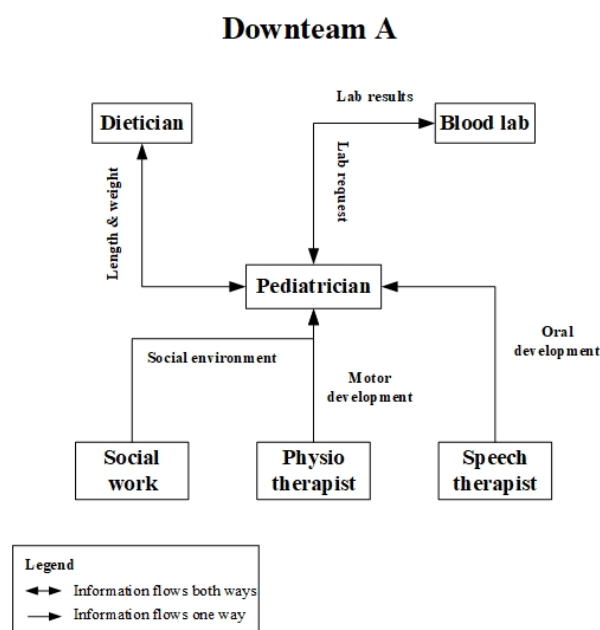 Downteam A
Lab results
Dietician
Blood lab
Length & weight
Lab
request
Pediatrician
Social environment
Oral
development
Motor
development
Social
work
Physio
therapist
Speech
therapist
Legend
Information flows both ways
Information flows one way